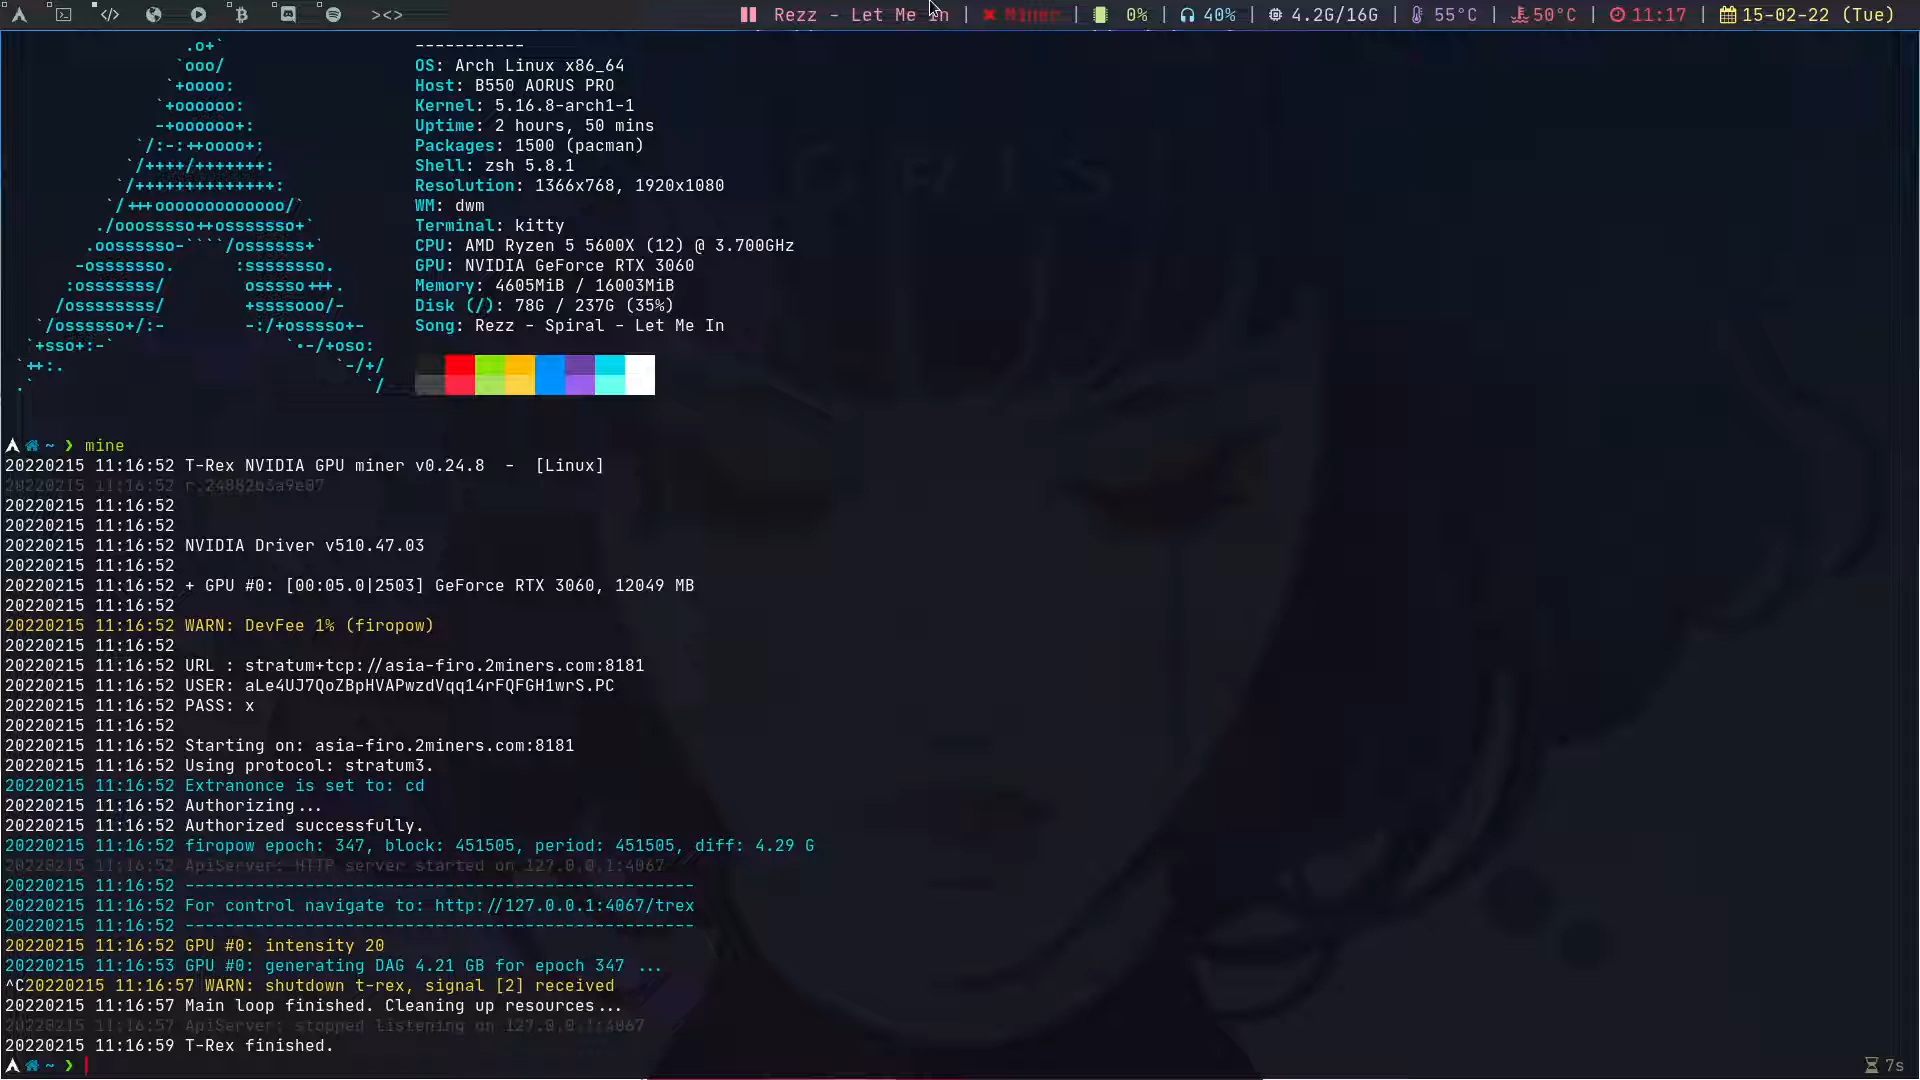 ><>
Rezz - Let Me In | ✖ Miner | 0% | 40% | 4.2G/16G | 55°C | 50°C | 11:17 | 15-02-22 (Tue)
-----------
OS: Arch Linux x86_64
Host: B550 AORUS PRO
Kernel: 5.16.8-arch1-1
Uptime: 2 hours, 50 mins
Packages: 1500 (pacman)
Shell: zsh 5.8.1
Resolution: 1366x768, 1920x1080
WM: dwm
Terminal: kitty
CPU: AMD Ryzen 5 5600X (12) @ 3.700GHz
GPU: NVIDIA GeForce RTX 3060
Memory: 4605MiB / 16003MiB
Disk (/): 78G / 237G (35%)
Song: Rezz - Spiral - Let Me In
~ ❯ mine
20220215 11:16:52 T-Rex NVIDIA GPU miner v0.24.8  -  [Linux]
20220215 11:16:52 r.24882b3a9e07
20220215 11:16:52
20220215 11:16:52
20220215 11:16:52 NVIDIA Driver v510.47.03
20220215 11:16:52
20220215 11:16:52 + GPU #0: [00:05.0|2503] GeForce RTX 3060, 12049 MB
20220215 11:16:52
20220215 11:16:52 WARN: DevFee 1% (firopow)
20220215 11:16:52
20220215 11:16:52 URL : stratum+tcp://asia-firo.2miners.com:8181
20220215 11:16:52 USER: aLe4UJ7QoZBpHVAPwzdVqq14rFQFGH1wrS.PC
20220215 11:16:52 PASS: x
20220215 11:16:52
20220215 11:16:52 Starting on: asia-firo.2miners.com:8181
20220215 11:16:52 Using protocol: stratum3.
20220215 11:16:52 Extranonce is set to: cd
20220215 11:16:52 Authorizing...
20220215 11:16:52 Authorized successfully.
20220215 11:16:52 firopow epoch: 347, block: 451505, period: 451505, diff: 4.29 G
20220215 11:16:52 ApiServer: HTTP server started on 127.0.0.1:4067
20220215 11:16:52 ---------------------------------------------------
20220215 11:16:52 For control navigate to: http://127.0.0.1:4067/trex
20220215 11:16:52 ---------------------------------------------------
20220215 11:16:52 GPU #0: intensity 20
20220215 11:16:53 GPU #0: generating DAG 4.21 GB for epoch 347 ...
^C20220215 11:16:57 WARN: shutdown t-rex, signal [2] received
20220215 11:16:57 Main loop finished. Cleaning up resources...
20220215 11:16:57 ApiServer: stopped listening on 127.0.0.1:4067
20220215 11:16:59 T-Rex finished.
~ ❯
7s